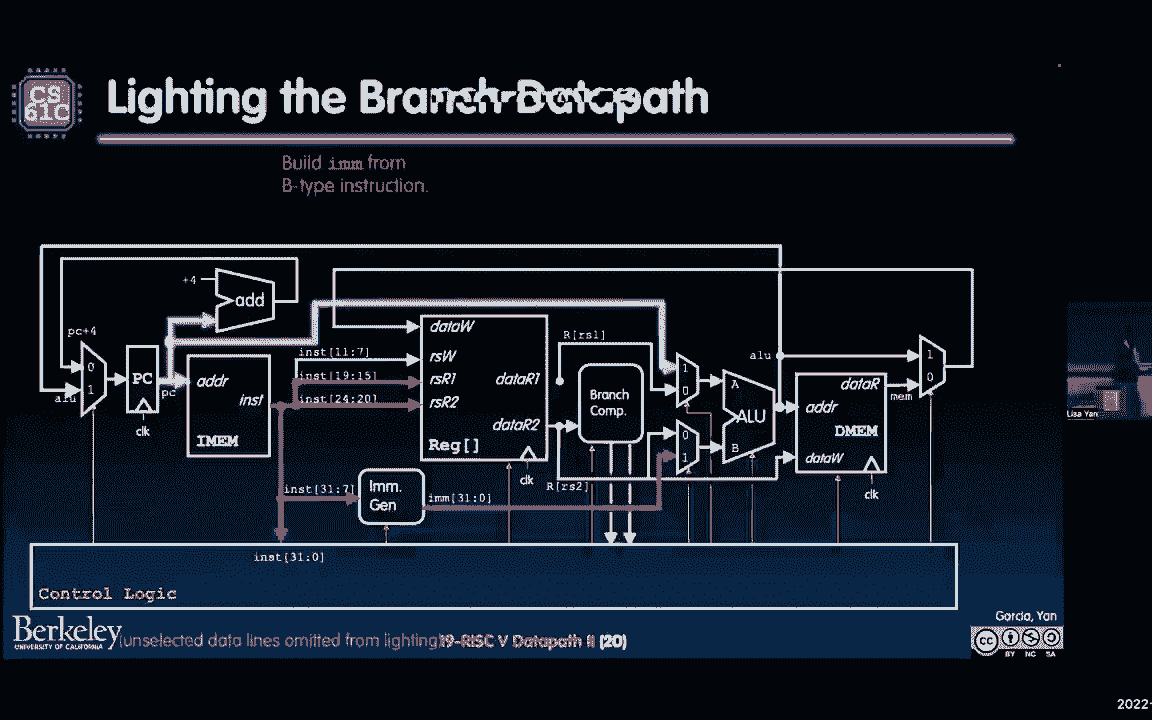 CS
61C
Lighting the Branch Datapath
Build imm from
B-type instruction.
+4
add
pc+4
0
1
alu
PC
pc
clk
addr
inst
IMEM
inst[11:7]
inst[19:15]
inst[24:20]
inst[31:7]
dataW
rsW
rsR1
rsR2
dataR1
dataR2
Reg[]
clk
Imm.
Gen
imm[31:0]
R[rs1]
R[rs2]
Branch
Comp.
1
0
0
1
A
ALU
B
alu
addr
dataR
DMEM
dataW
clk
mem
1
0
inst[31:0]
Control Logic
Berkeley
UNIVERSITY OF CALIFORNIA
(unselected data lines omitted from lighting)
19-RISC V Datapath II (20)
Garcia, Yan
cc
BY NC SA
Lisa Yan
2022-